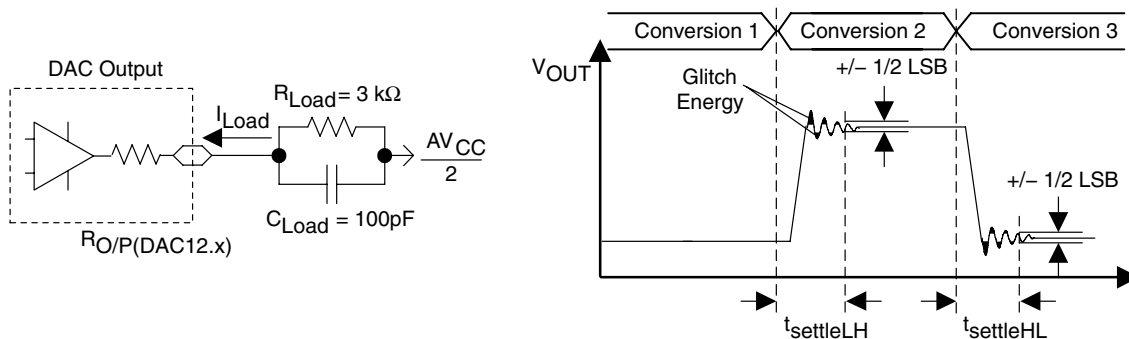 DAC Output
I_Load
R_Load = 3 kΩ
AV_CC
2
C_Load = 100pF
R_O/P(DAC12.x)
Conversion 1
Conversion 2
Conversion 3
V_OUT
Glitch
Energy
+/− 1/2 LSB
+/− 1/2 LSB
t_settleLH
t_settleHL